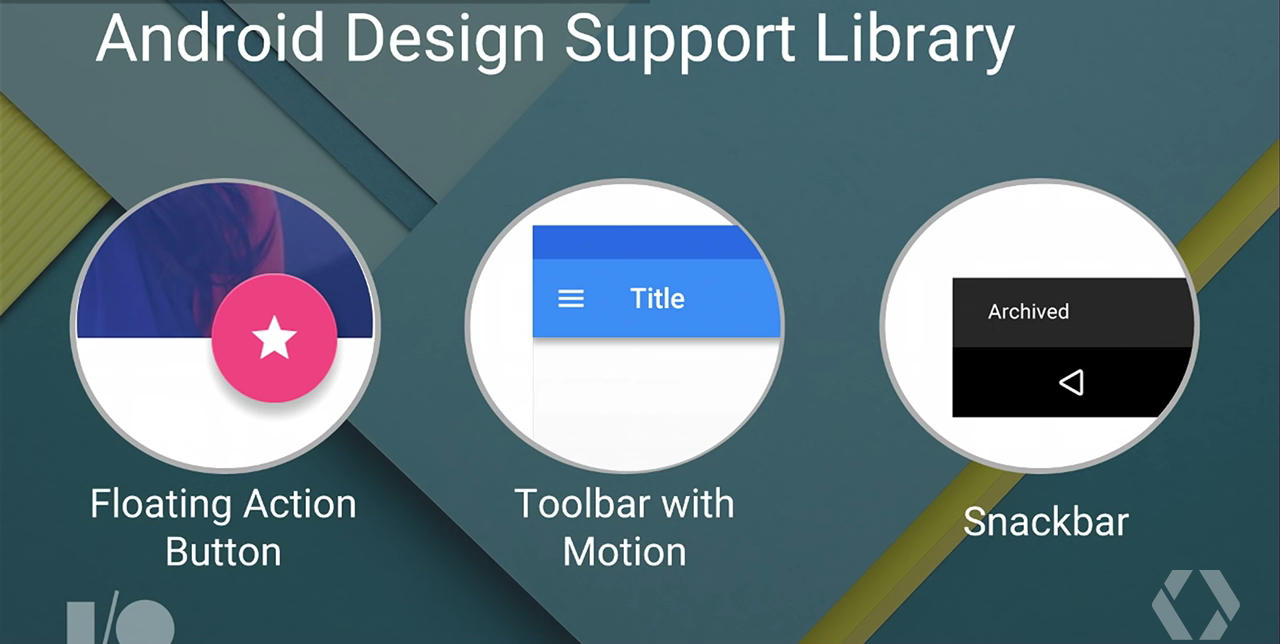 Android Design Support Library
Title
Archived
Floating Action
Button
Toolbar with
Motion
Snackbar
I/O